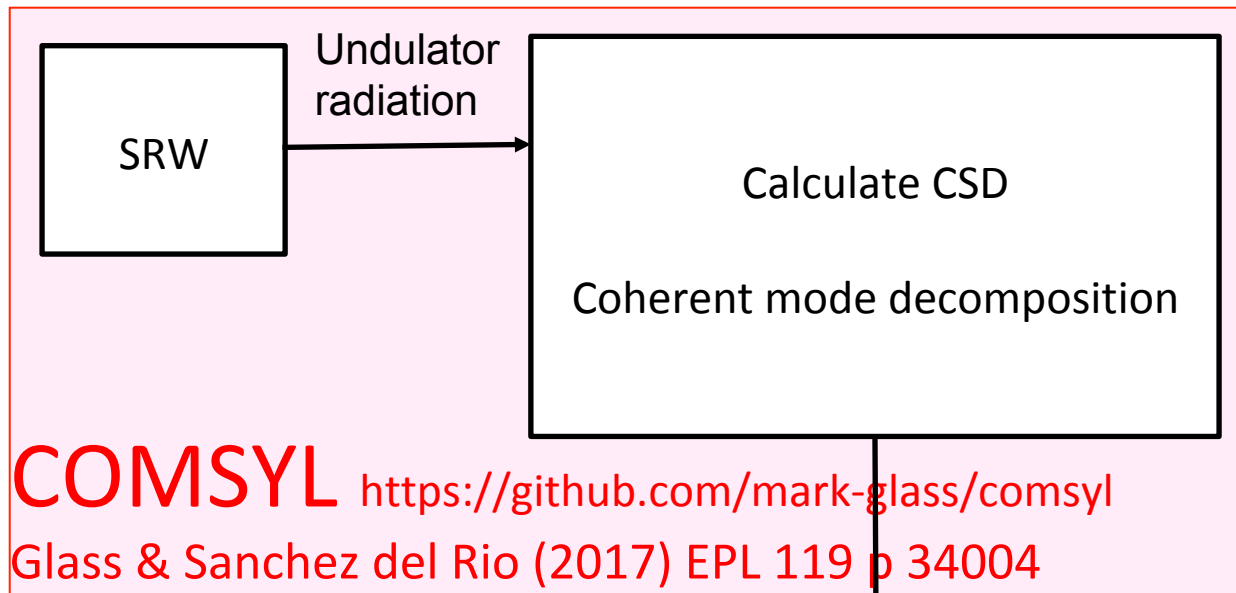 Undulator
radiation
SRW
Calculate CSD
Coherent mode decomposition
COMSYL https://github.com/mark-glass/comsyl
Glass & Sanchez del Rio (2017) EPL 119 p 34004